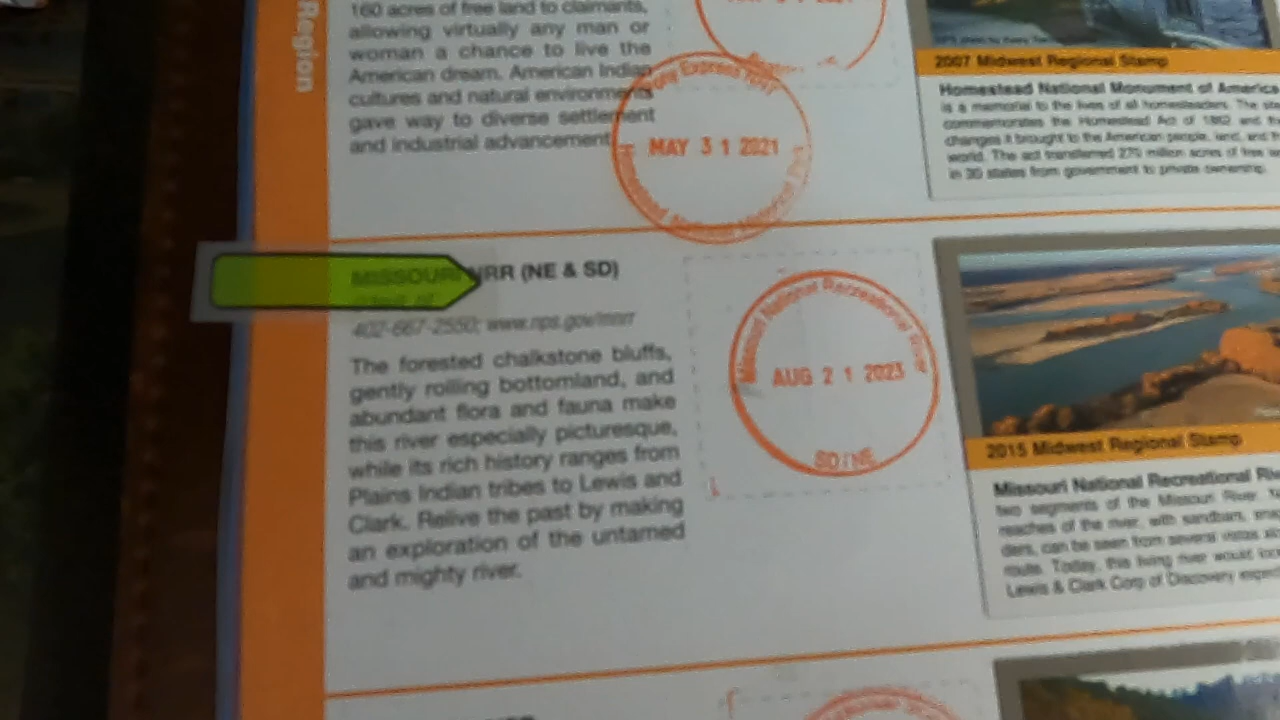 Region
160 acres of free land to claimants,
allowing virtually any man or
woman a chance to live the
American dream. American Indian
cultures and natural environments
gave way to diverse settlement
and industrial advancement
Pony Express NHT
MAY 3 1 2021
2007 Midwest Regional Stamp
Homestead National Monument of America
is a memorial to the lives of all homesteaders. The
commemorates the Homestead Act of 1862 and
changes it brought to the American people, land, and
world. The act transferred 270 million acres of free
in 30 states from government to private ownership.
MISSOURI NRR (NE & SD)
402-667-2550; www.nps.gov/mnrr
The forested chalkstone bluffs,
gently rolling bottomland, and
abundant flora and fauna make
this river especially picturesque,
while its rich history ranges from
Plains Indian tribes to Lewis and
Clark. Relive the past by making
an exploration of the untamed
and mighty river.
Missouri National Recreational River
AUG 2 1 2023
SD/NE
2015 Midwest Regional Stamp
Missouri National Recreational
two segments of the Missouri River.
reaches of the river, with sandbars,
can be seen from several vistas
route. Today, this living river would
Lewis & Clark Corp of Discovery